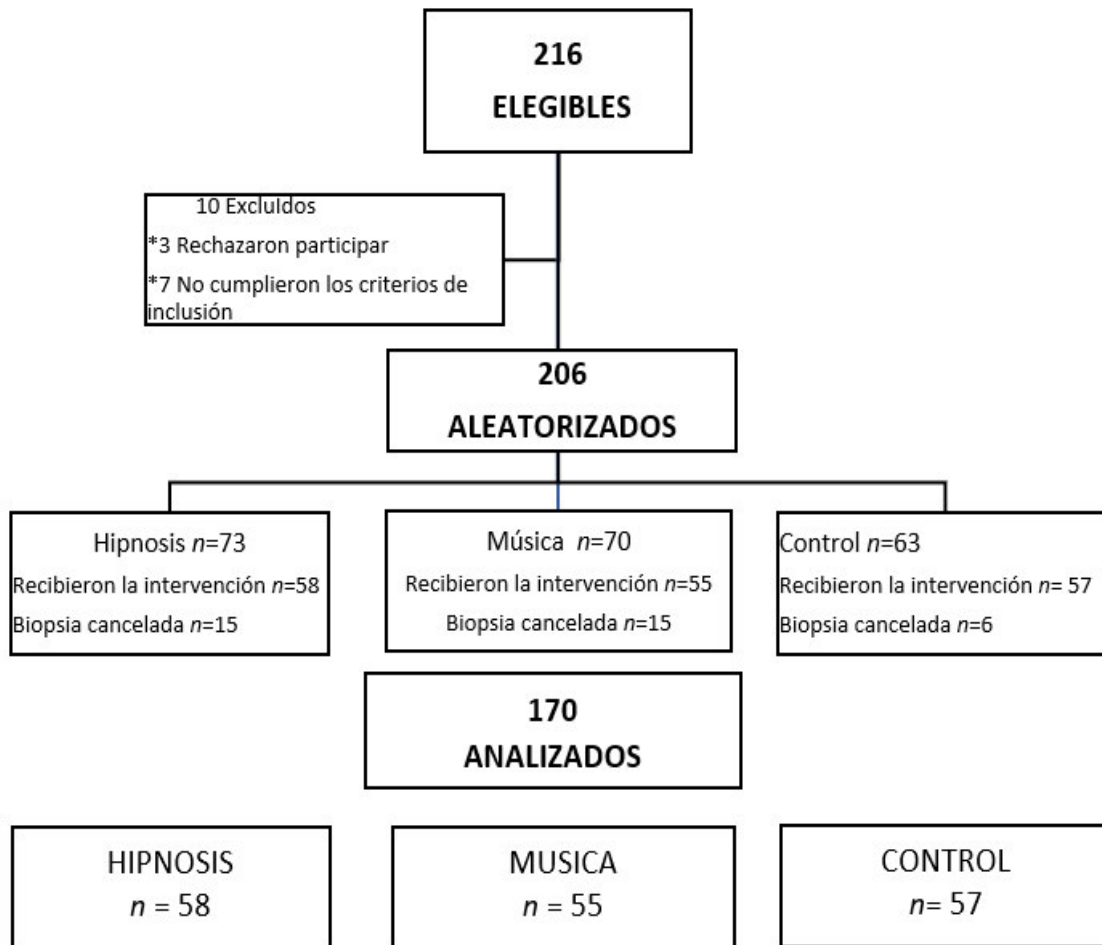 216
ELEGIBLES
10 Excluidos
*3 Rechazaron participar
*7 No cumplieron los criterios de
inclusión
206
ALEATORIZADOS
Hipnosis n=73
Recibieron la intervención n=58
Biopsia cancelada n=15
Música n=70
Recibieron la intervención n=55
Biopsia cancelada n=15
Control n=63
Recibieron la intervención n= 57
Biopsia cancelada n=6
170
ANALIZADOS
HIPNOSIS
n = 58
MUSICA
n = 55
CONTROL
n= 57